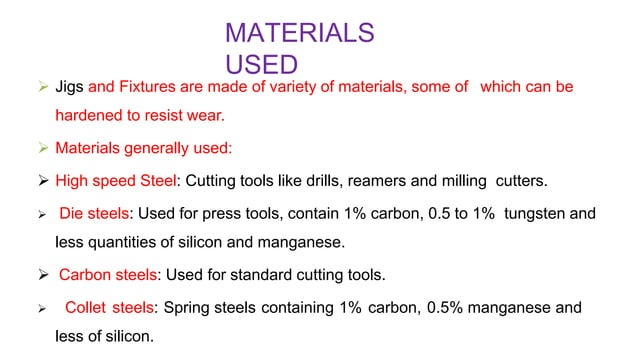 MATERIALS
USED
➢ Jigs and Fixtures are made of variety of materials, some of which can be
hardened to resist wear.
➢ Materials generally used:
➢ High speed Steel: Cutting tools like drills, reamers and milling cutters.
➢ Die steels: Used for press tools, contain 1% carbon, 0.5 to 1% tungsten and
less quantities of silicon and manganese.
➢ Carbon steels: Used for standard cutting tools.
➢ Collet steels: Spring steels containing 1% carbon, 0.5% manganese and
less of silicon.